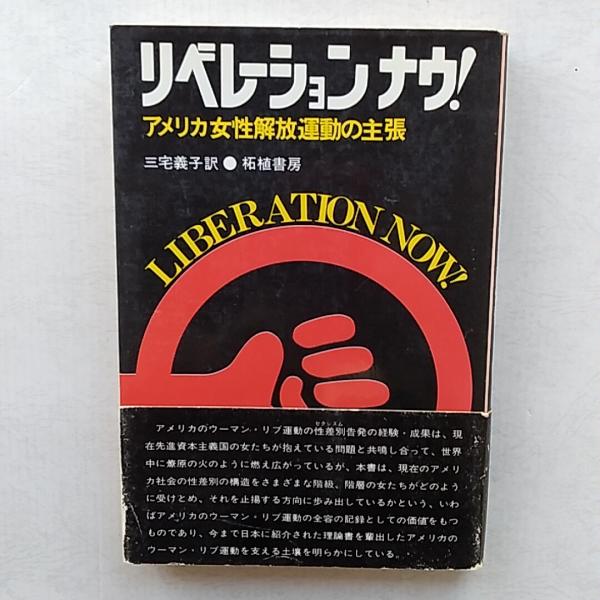 リベレーションナウ!
アメリカ女性解放運動の主張
三宅義子訳●柘植書房
LIBERATION NOW!
アメリカのウーマン・リブ運動の性差別告発の経験・成果は、現
セクシスム
在先進資本主義国の女たちが抱えている問題と共鳴し合って、世界
中に燎原の火のように燃え広がっているが、本書は、現在のアメリ
カ社会の性差別の構造をさまざまな階級、階層の女たちがどのよう
に受けとめ、それを止揚する方向に歩み出しているかという、いわ
ばアメリカのウーマン・リブ運動の全容の記録としての価値をもつ
ものであり、今まで日本に紹介された理論書を輩出したアメリカの
ウーマン・リブ運動を支える土壌を明らかにしている。